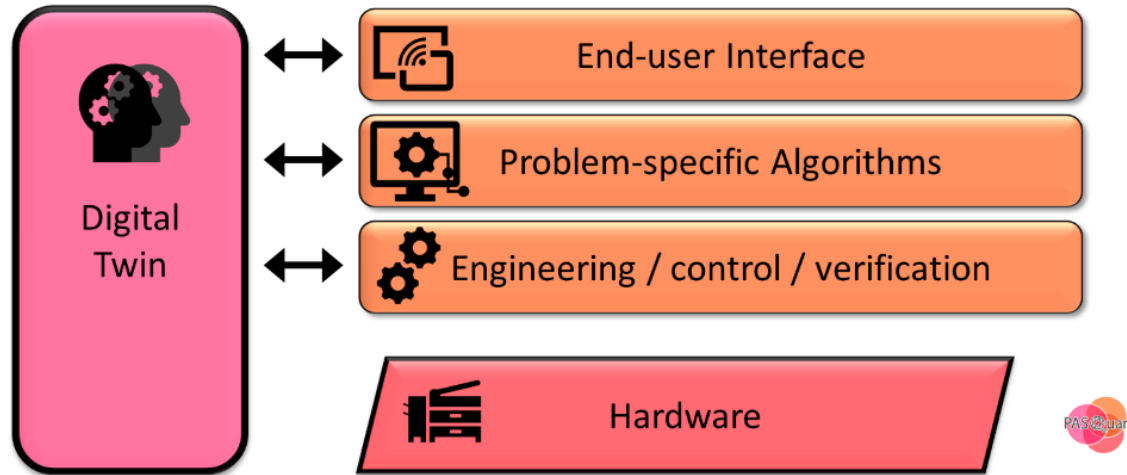 Digital
Twin
End-user Interface
Problem-specific Algorithms
Engineering / control / verification
Hardware